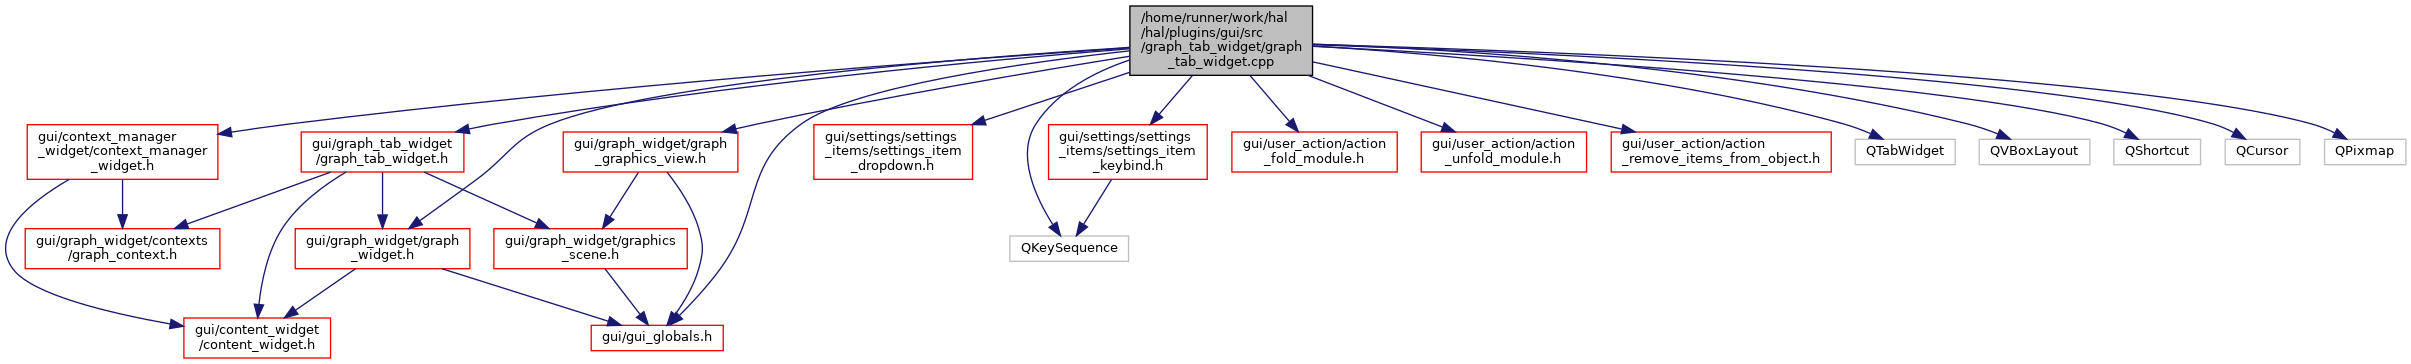 /home/runner/work/hal
/hal/plugins/gui/src
/graph_tab_widget/graph
_tab_widget.cpp
gui/context_manager
_widget/context_manager
_widget.h
gui/graph_tab_widget
/graph_tab_widget.h
gui/graph_widget/graph
_graphics_view.h
gui/settings/settings
_items/settings_item
_dropdown.h
gui/settings/settings
_items/settings_item
_keybind.h
gui/user_action/action
_fold_module.h
gui/user_action/action
_unfold_module.h
gui/user_action/action
_remove_items_from_object.h
QTabWidget
QVBoxLayout
QShortcut
QCursor
QPixmap
gui/graph_widget/contexts
/graph_context.h
gui/graph_widget/graph
_widget.h
gui/graph_widget/graphics
_scene.h
QKeySequence
gui/content_widget
/content_widget.h
gui/gui_globals.h